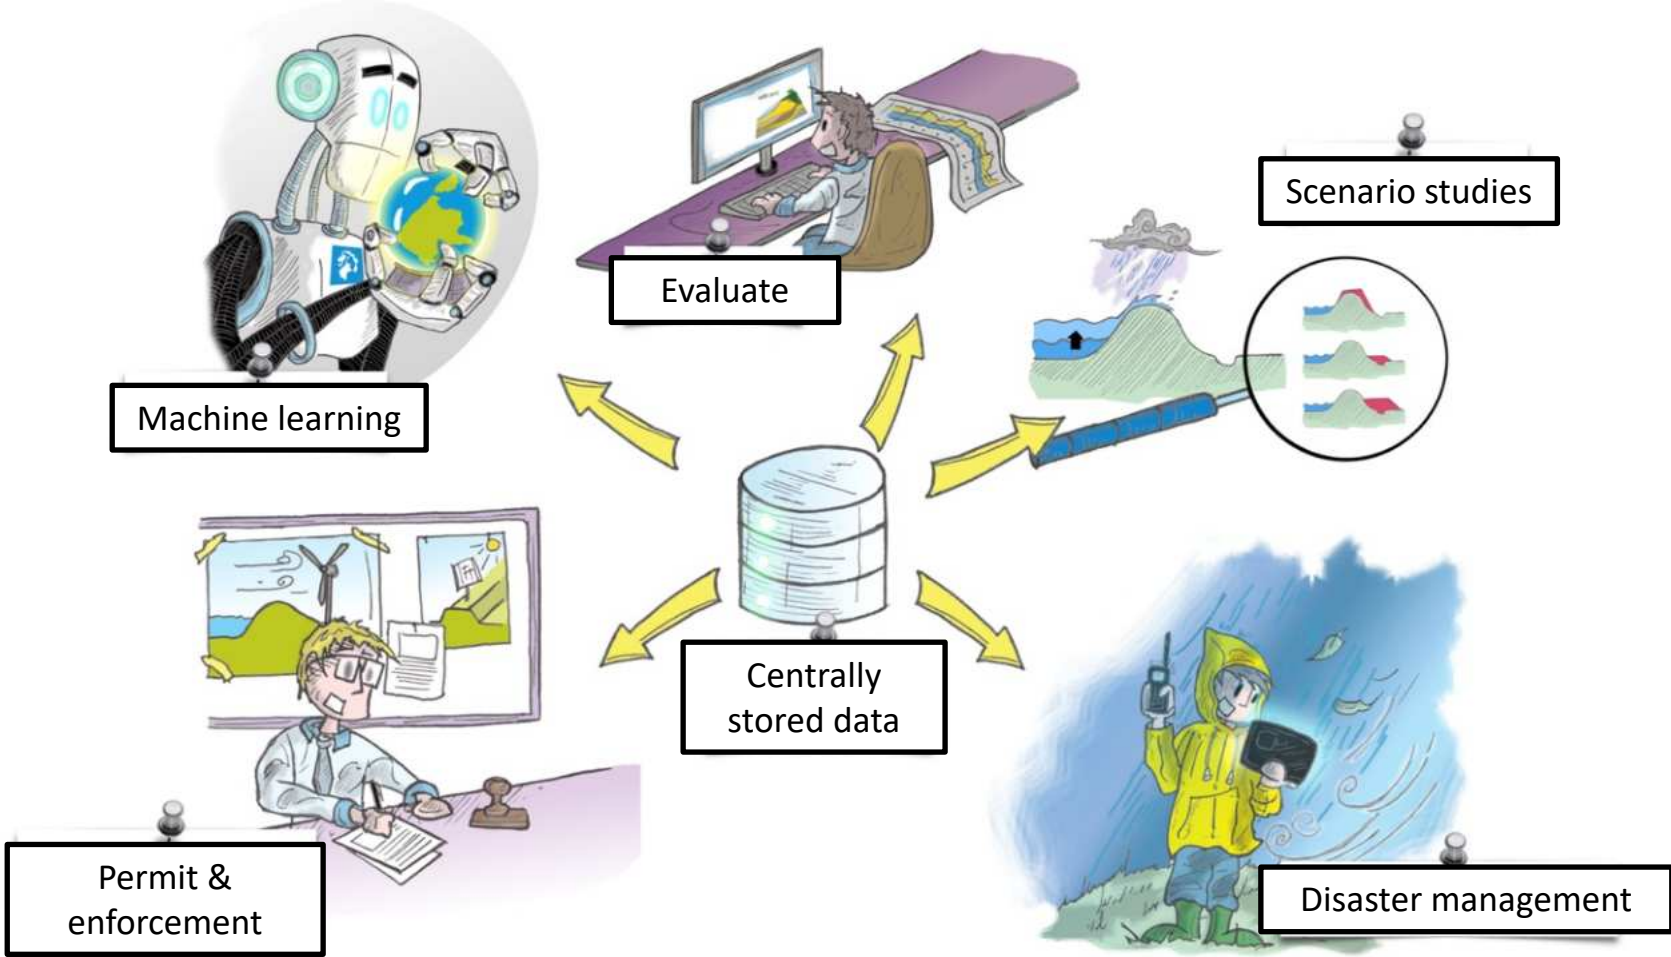 Scenario studies
Evaluate
Machine learning
Centrally
stored data
Permit &
enforcement
Disaster management